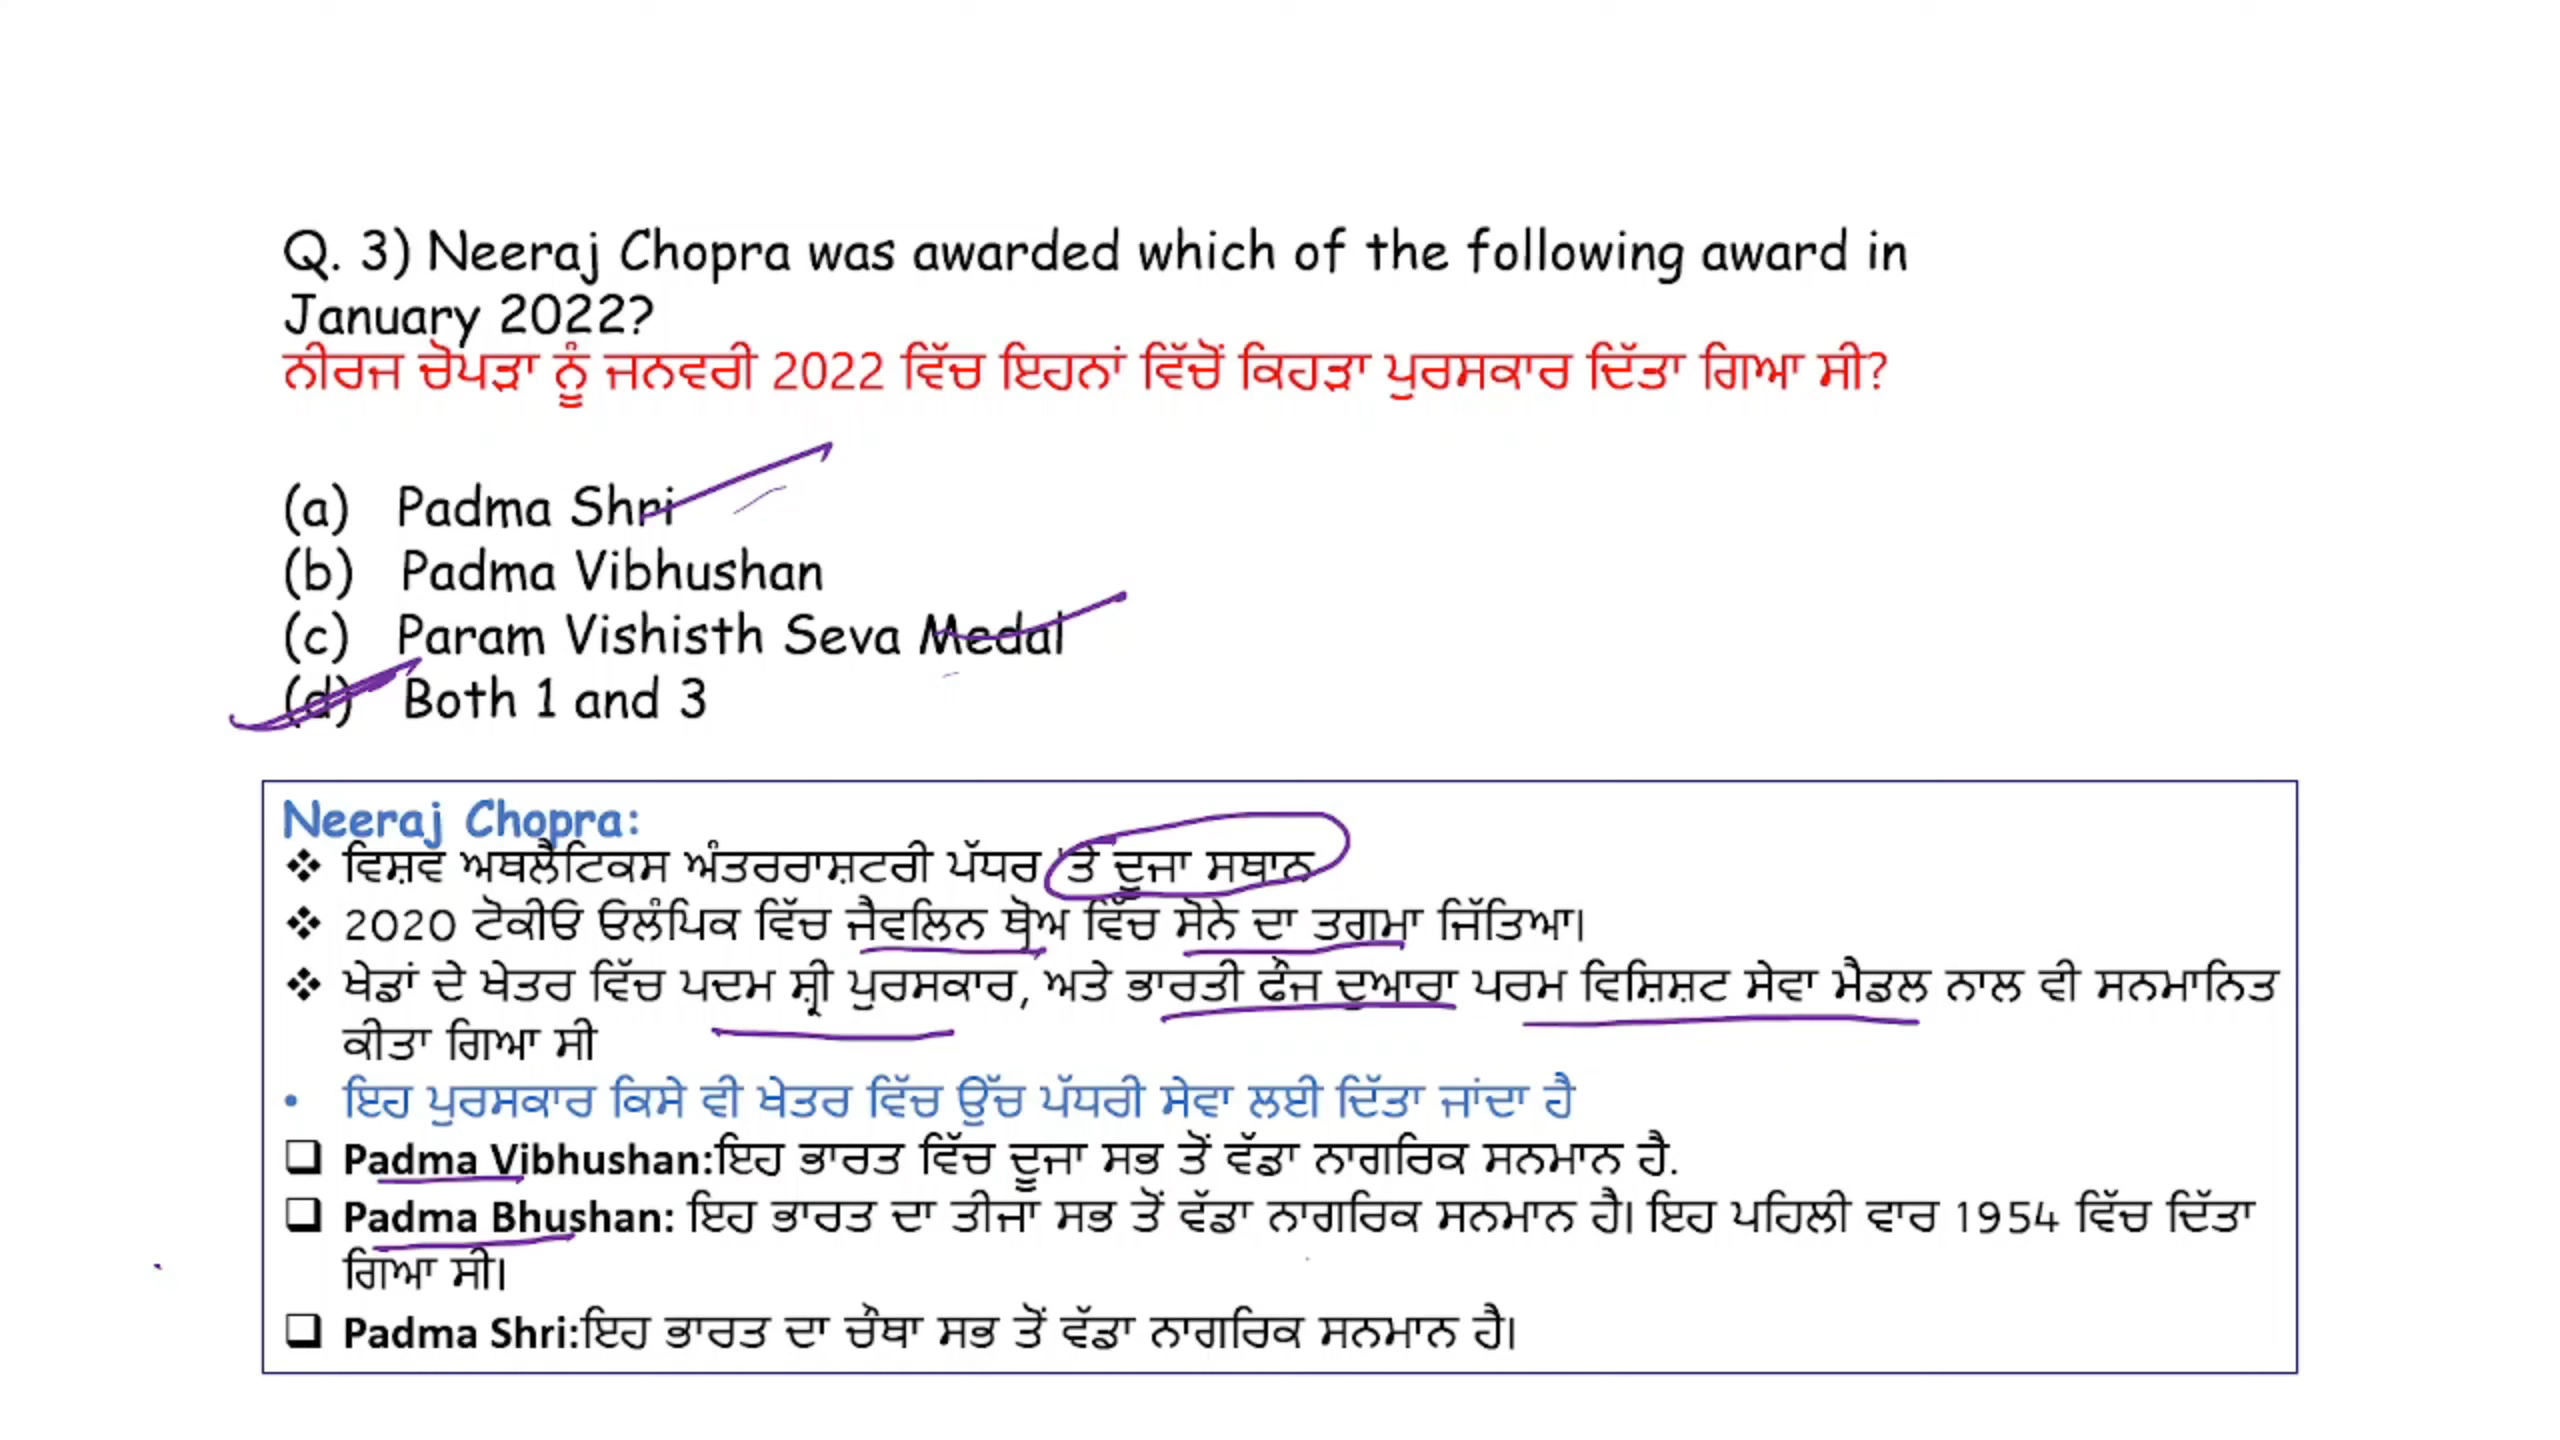 Q. 3) Neeraj Chopra was awarded which of the following award in
January 2022?
ਨੀਰਜ ਚੋਪੜਾ ਨੂੰ ਜਨਵਰੀ 2022 ਵਿੱਚ ਇਹਨਾਂ ਵਿੱਚੋਂ ਕਿਹੜਾ ਪੁਰਸਕਾਰ ਦਿੱਤਾ ਗਿਆ ਸੀ?
(a) Padma Shri
(b) Padma Vibhushan
(c) Param Vishisth Seva Medal
(d) Both 1 and 3
Neeraj Chopra:
❖ ਵਿਸ਼ਵ ਅਥਲੈਟਿਕਸ ਅੰਤਰਰਾਸ਼ਟਰੀ ਪੱਧਰ 'ਤੇ ਦੂਜਾ ਸਥਾਨ
❖ 2020 ਟੋਕੀਓ ਓਲੰਪਿਕ ਵਿੱਚ ਜੈਵਲਿਨ ਥ੍ਰੋਅ ਵਿੱਚ ਸੋਨੇ ਦਾ ਤਗਮਾ ਜਿੱਤਿਆ।
❖ ਖੇਡਾਂ ਦੇ ਖੇਤਰ ਵਿੱਚ ਪਦਮ ਸ਼੍ਰੀ ਪੁਰਸਕਾਰ, ਅਤੇ ਭਾਰਤੀ ਫੌਜ ਦੁਆਰਾ ਪਰਮ ਵਿਸ਼ਿਸ਼ਟ ਸੇਵਾ ਮੈਡਲ ਨਾਲ ਵੀ ਸਨਮਾਨਿਤ
ਕੀਤਾ ਗਿਆ ਸੀ
• ਇਹ ਪੁਰਸਕਾਰ ਕਿਸੇ ਵੀ ਖੇਤਰ ਵਿੱਚ ਉੱਚ ਪੱਧਰੀ ਸੇਵਾ ਲਈ ਦਿੱਤਾ ਜਾਂਦਾ ਹੈ
❑ Padma Vibhushan:ਇਹ ਭਾਰਤ ਵਿੱਚ ਦੂਜਾ ਸਭ ਤੋਂ ਵੱਡਾ ਨਾਗਰਿਕ ਸਨਮਾਨ ਹੈ.
❑ Padma Bhushan: ਇਹ ਭਾਰਤ ਦਾ ਤੀਜਾ ਸਭ ਤੋਂ ਵੱਡਾ ਨਾਗਰਿਕ ਸਨਮਾਨ ਹੈ। ਇਹ ਪਹਿਲੀ ਵਾਰ 1954 ਵਿੱਚ ਦਿੱਤਾ
ਗਿਆ ਸੀ।
❑ Padma Shri:ਇਹ ਭਾਰਤ ਦਾ ਚੌਥਾ ਸਭ ਤੋਂ ਵੱਡਾ ਨਾਗਰਿਕ ਸਨਮਾਨ ਹੈ।